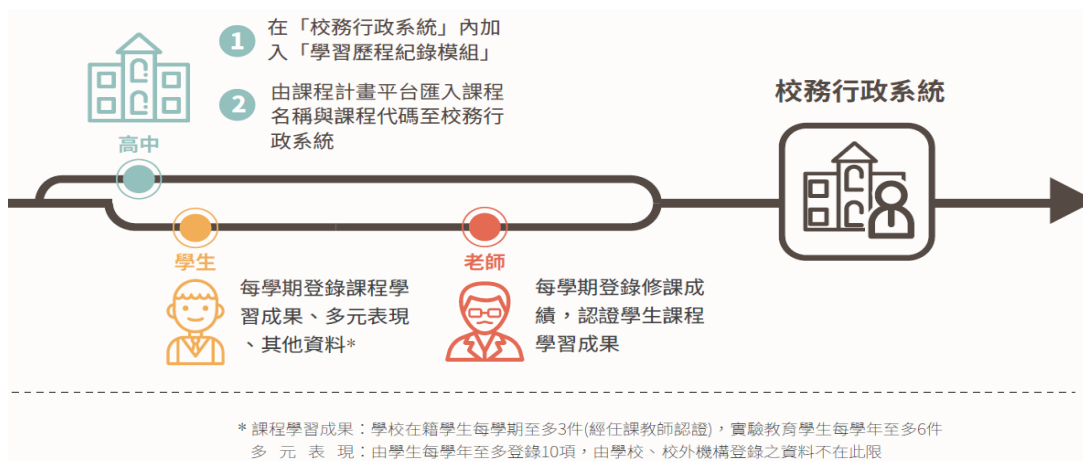 1 在「校務行政系統」內加
入「學習歷程紀錄模組」
2 由課程計畫平台匯入課程
名稱與課程代碼至校務行
政系統
高中
校務行政系統
學生
每學期登錄課程學
習成果、多元表現
、其他資料*
老師
每學期登錄修課成
績，認證學生課程
學習成果
* 課程學習成果：學校在籍學生每學期至多3件(經任課教師認證)，實驗教育學生每學年至多6件
多 元 表 現：由學生每學年至多登錄10項，由學校、校外機構登錄之資料不在此限